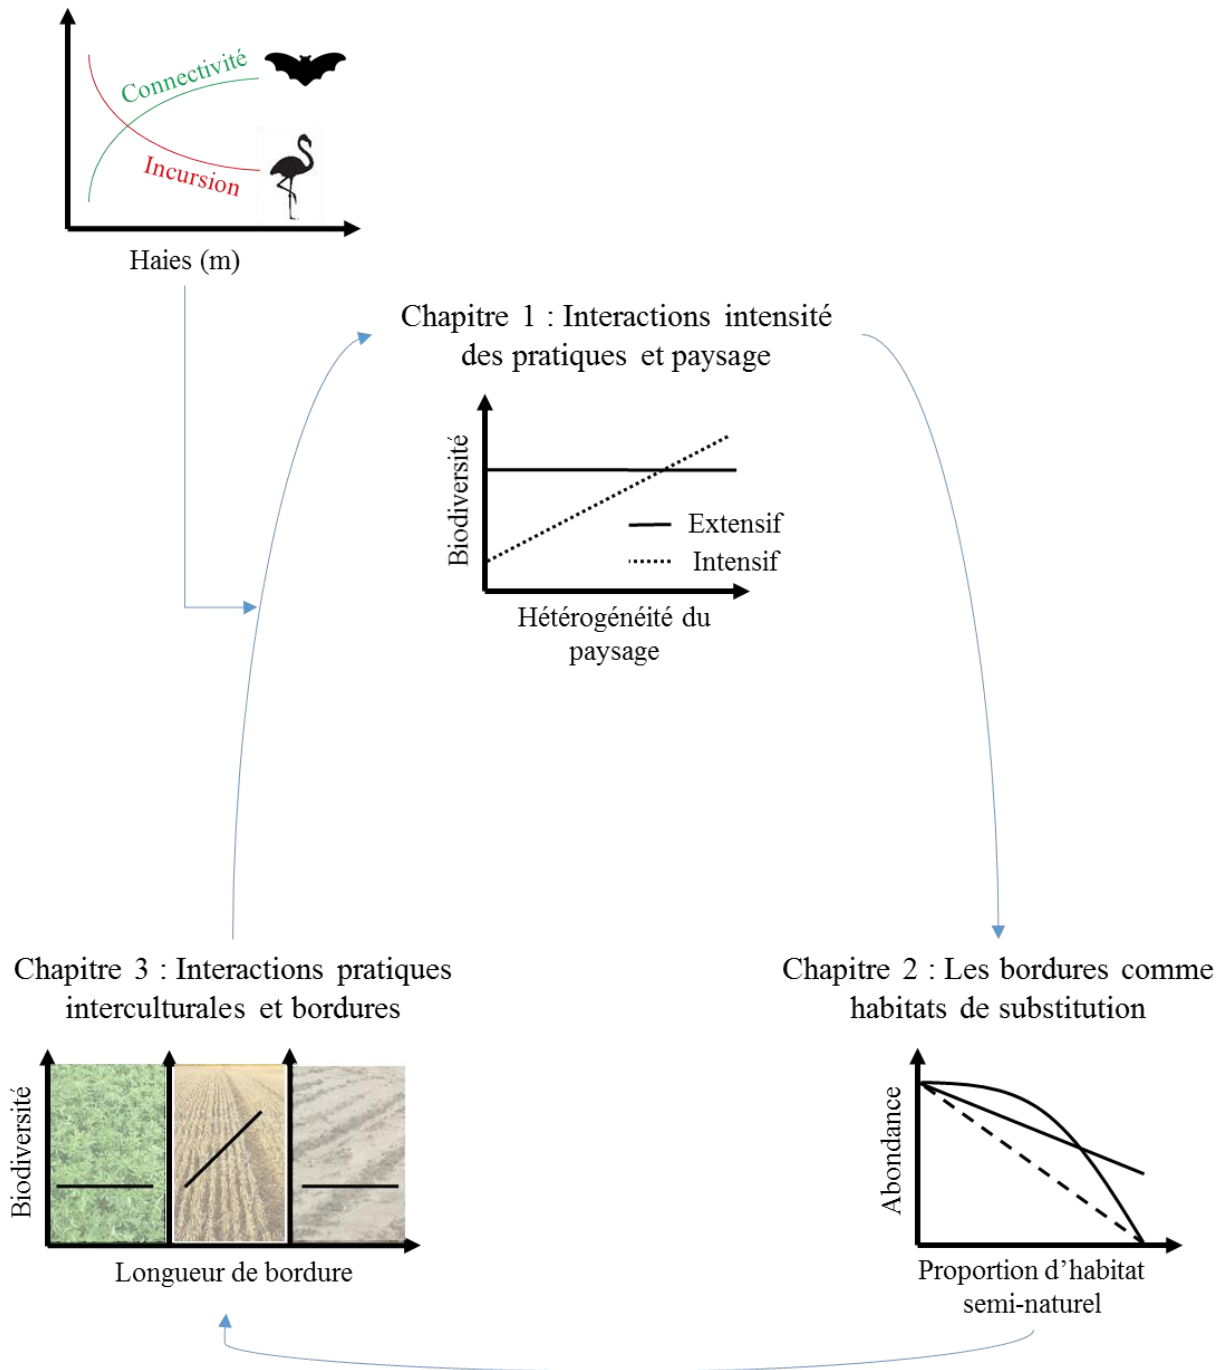 Connectivité
Incursion
Haies (m)
Chapitre 1 : Interactions intensité
des pratiques et paysage
Biodiversité
Extensif
Intensif
Hétérogénéité du
paysage
Chapitre 3 : Interactions pratiques
interculturales et bordures
Biodiversité
Longueur de bordure
Chapitre 2 : Les bordures comme
habitats de substitution
Abondance
Proportion d’habitat
semi-naturel